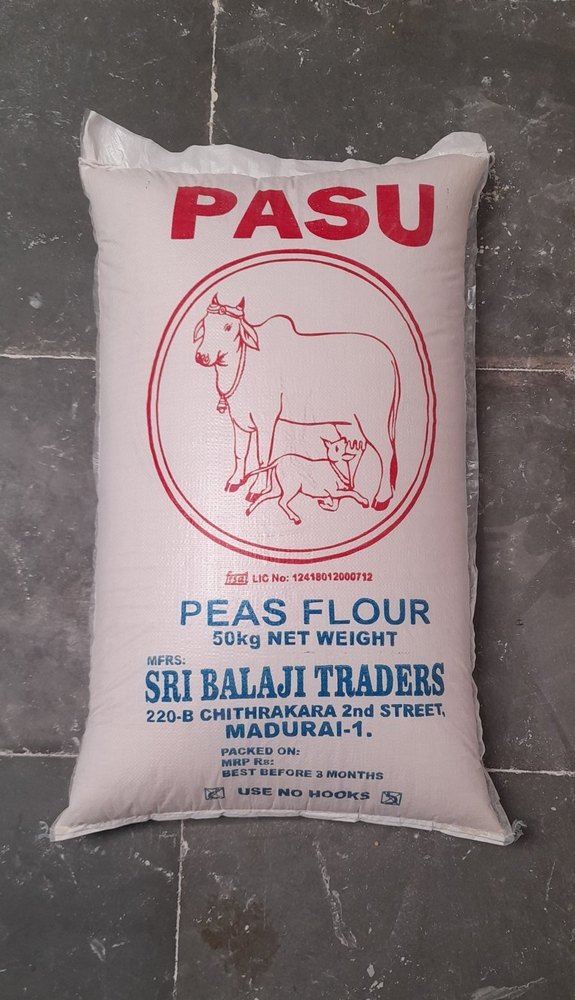 PASU
fssai LIC No: 12418012000712
PEAS FLOUR
50kg NET WEIGHT
MFRS:
SRI BALAJI TRADERS
220-B CHITHRAKARA 2nd STREET,
MADURAI-1.
PACKED ON:
MRP Rs:
BEST BEFORE 3 MONTHS
USE NO HOOKS